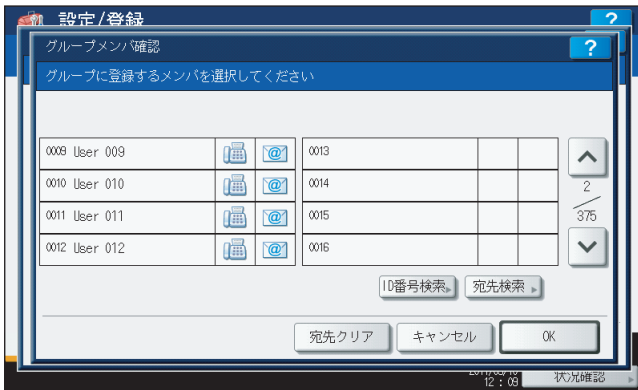 設定/登録
?
グループメンバ確認
?
グループに登録するメンバを選択してください
0009 User 009
0013
0010 User 010
0014
2
0011 User 011
0015
375
0012 User 012
0016
ID番号検索
宛先検索
宛先クリア
キャンセル
OK
12:09
状況確認